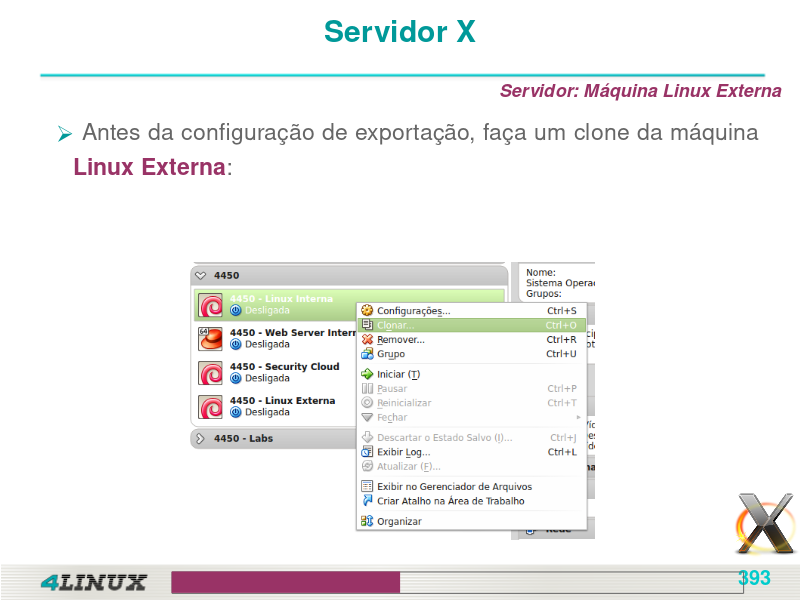 Servidor X
Servidor: Máquina Linux Externa
Antes da configuração de exportação, faça um clone da máquina
Linux Externa:
4450
4450 - Linux Interna
Desligada
64
4450 - Web Server Inter
Desligada
4450 - Security Cloud
Desligada
4450 - Linux Externa
Desligada
4450 - Labs
Nome:
Sistema Opera
Grupos:
Configurações... Ctrl+S
Clonar... Ctrl+O
Remover... Ctrl+R
Grupo Ctrl+U
Iniciar (T)
Pausar Ctrl+P
Reinicializar Ctrl+T
Fechar
Descartar o Estado Salvo (I)... Ctrl+J
Exibir Log... Ctrl+L
Atualizar (F)...
Exibir no Gerenciador de Arquivos
Criar Atalho na Área de Trabalho
Organizar
Rede
4LINUX
393